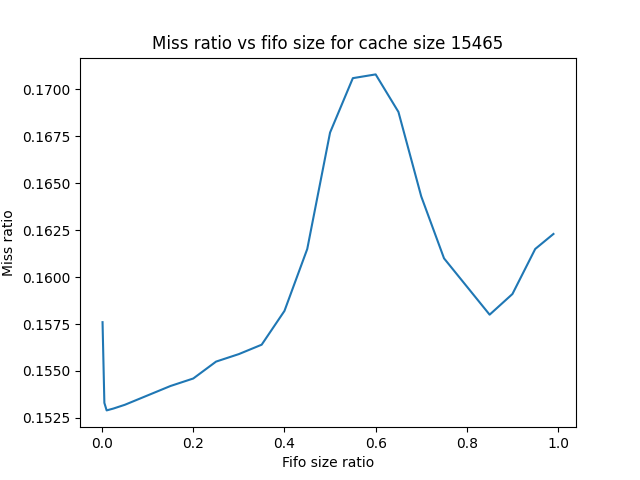 Miss ratio vs fifo size for cache size 15465
0.1700
0.1675
0.1650
0.1625
0.1600
0.1575
0.1550
0.1525
Miss ratio
0.0 0.2 0.4 0.6 0.8 1.0
Fifo size ratio